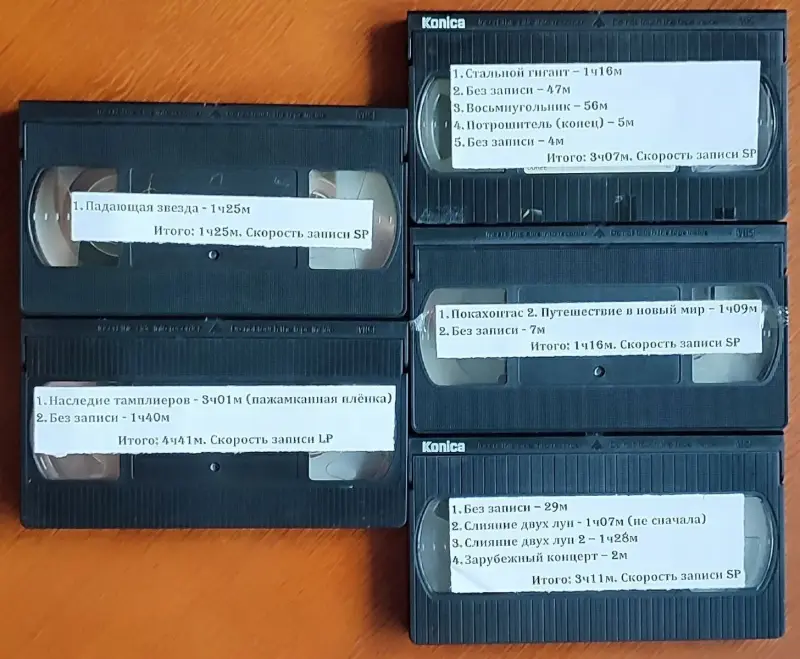 1. Падающая звезда - 1ч25м
Итого: 1ч25м. Скорость записи SP
1. Наследие тамплиеров - 3ч01м (пажамканная плёнка)
2. Без записи - 1ч40м
Итого: 4ч41м. Скорость записи LP
Konica
1. Стальной гигант – 1ч16м
2. Без записи – 47м
3. Восьмиугольник – 56м
4. Потрошитель (конец) – 5м
5. Без записи – 4м
Итого: 3ч07м. Скорость записи SP
1. Покахонтас 2. Путешествие в новый мир – 1ч09м
2. Без записи - 7м
Итого: 1ч16м. Скорость записи SP
Konica
1. Без записи – 29м
2. Слияние двух лун - 1ч07м (не сначала)
3. Слияние двух лун 2 – 1ч28м
4. Зарубежный концерт – 2м
Итого: 3ч11м. Скорость записи SP